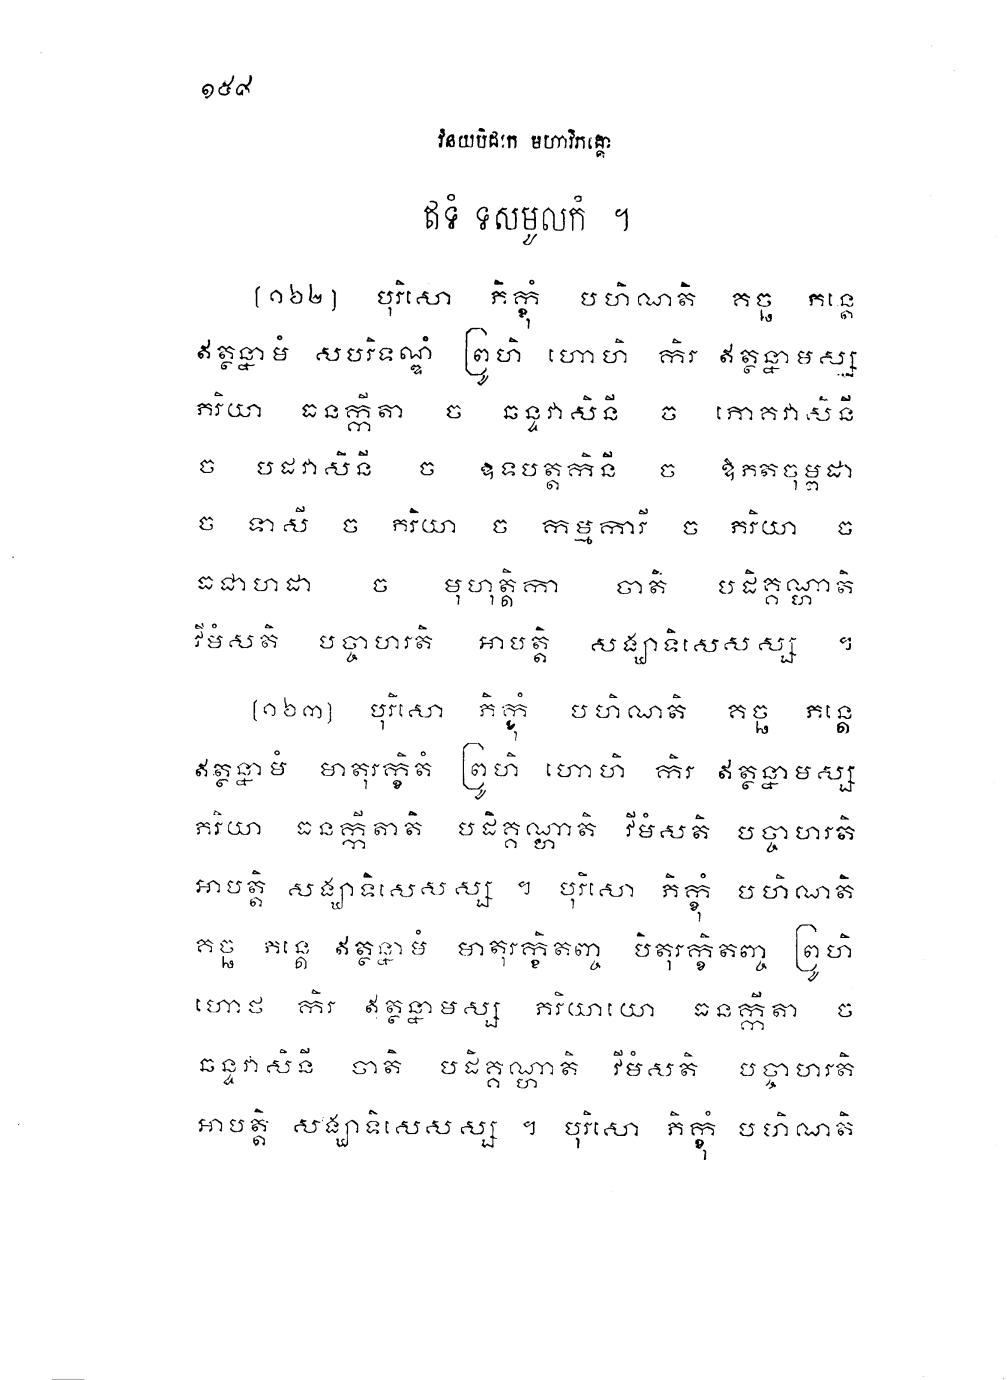 ១៥៨
វិនយបិដកេ មហាវិភង្គោ
ឥទំ ទសមូលកំ ។
(១៦២) បុរិសោ ភិក្ខុំ បហិណតិ គច្ឆ ភន្តេ
ឥត្ថន្នាមំ សបរិទណ្ឌំ ព្រូហិ ហោហិ កិរ ឥត្ថន្នាមស្ស
ភរិយា ធនក្កីតា ច ឆន្ទវាសិនី ច ភោគវាសិនី
ច បដវាសិនី ច ឧទបត្តកិនី ច ឱភតចុម្ពដា
ច ទាសី ច ភរិយា ច កម្មការី ច ភរិយា ច
ធជាហដា ច មុហុត្តិកា ចាតិ បដិគ្គណ្ហាតិ
វីមំសតិ បច្ចាហរតិ អាបត្តិ សង្ឃាទិសេសស្ស ។
(១៦៣) បុរិសោ ភិក្ខុំ បហិណតិ គច្ឆ ភន្តេ
ឥត្ថន្នាមំ មាតុរក្ខិតំ ព្រូហិ ហោហិ កិរ ឥត្ថន្នាមស្ស
ភរិយា ធនក្កីតាតិ បដិគ្គណ្ហាតិ វីមំសតិ បច្ចាហរតិ
អាបត្តិ សង្ឃាទិសេសស្ស ។ បុរិសោ ភិក្ខុំ បហិណតិ
គច្ឆ ភន្តេ ឥត្ថន្នាមំ មាតុរក្ខិតញ្ច បិតុរក្ខិតញ្ច ព្រូហិ
ហោថ កិរ ឥត្ថន្នាមស្ស ភរិយាយោ ធនក្កីតា ច
ឆន្ទវាសិនី ចាតិ បដិគ្គណ្ហាតិ វីមំសតិ បច្ចាហរតិ
អាបត្តិ សង្ឃាទិសេសស្ស ។ បុរិសោ ភិក្ខុំ បហិណតិ